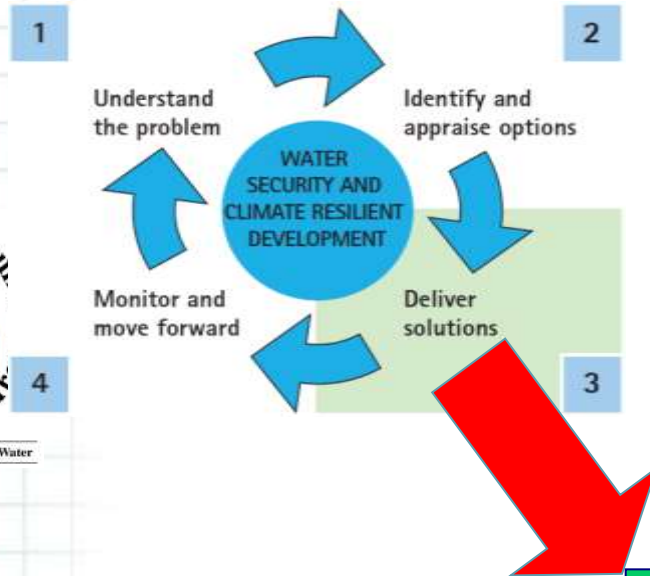 1
2
Understand
the problem
Identify and
appraise options
WATER
SECURITY AND
CLIMATE RESILIENT
DEVELOPMENT
Monitor and
move forward
Deliver
solutions
4
3
Water